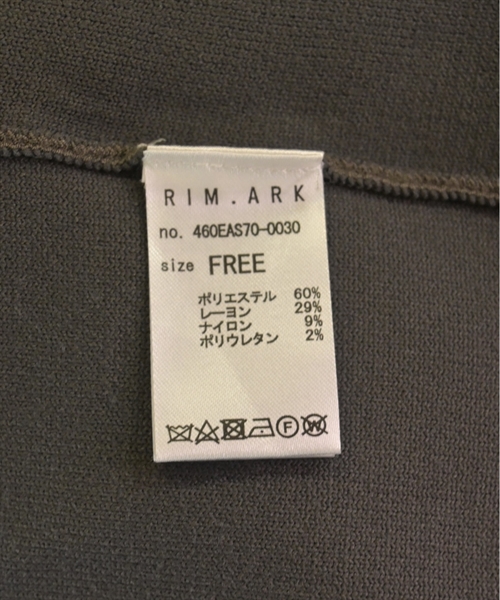 RIM.ARK
no. 460EAS70-0030
size FREE
ポリエステル 60%
レーヨン 29%
ナイロン 9%
ポリウレタン 2%
F W